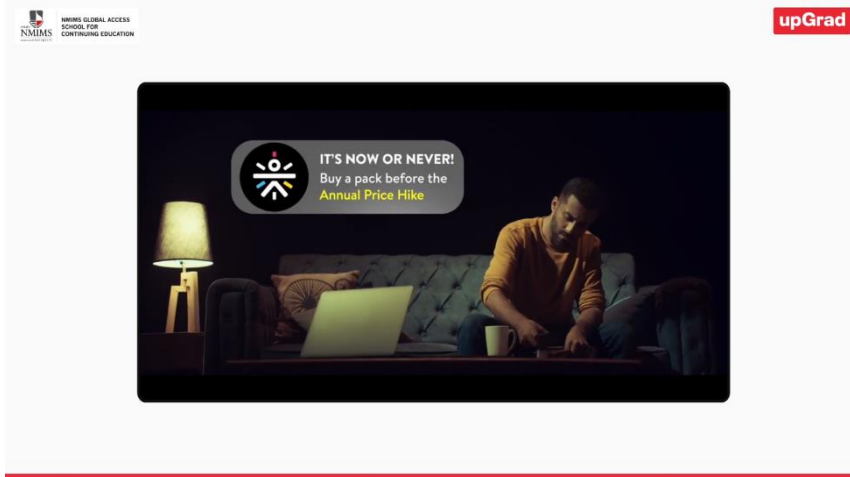 NMIMS
NMIMS GLOBAL ACCESS
SCHOOL FOR
CONTINUING EDUCATION
upGrad
IT'S NOW OR NEVER!
Buy a pack before the
Annual Price Hike